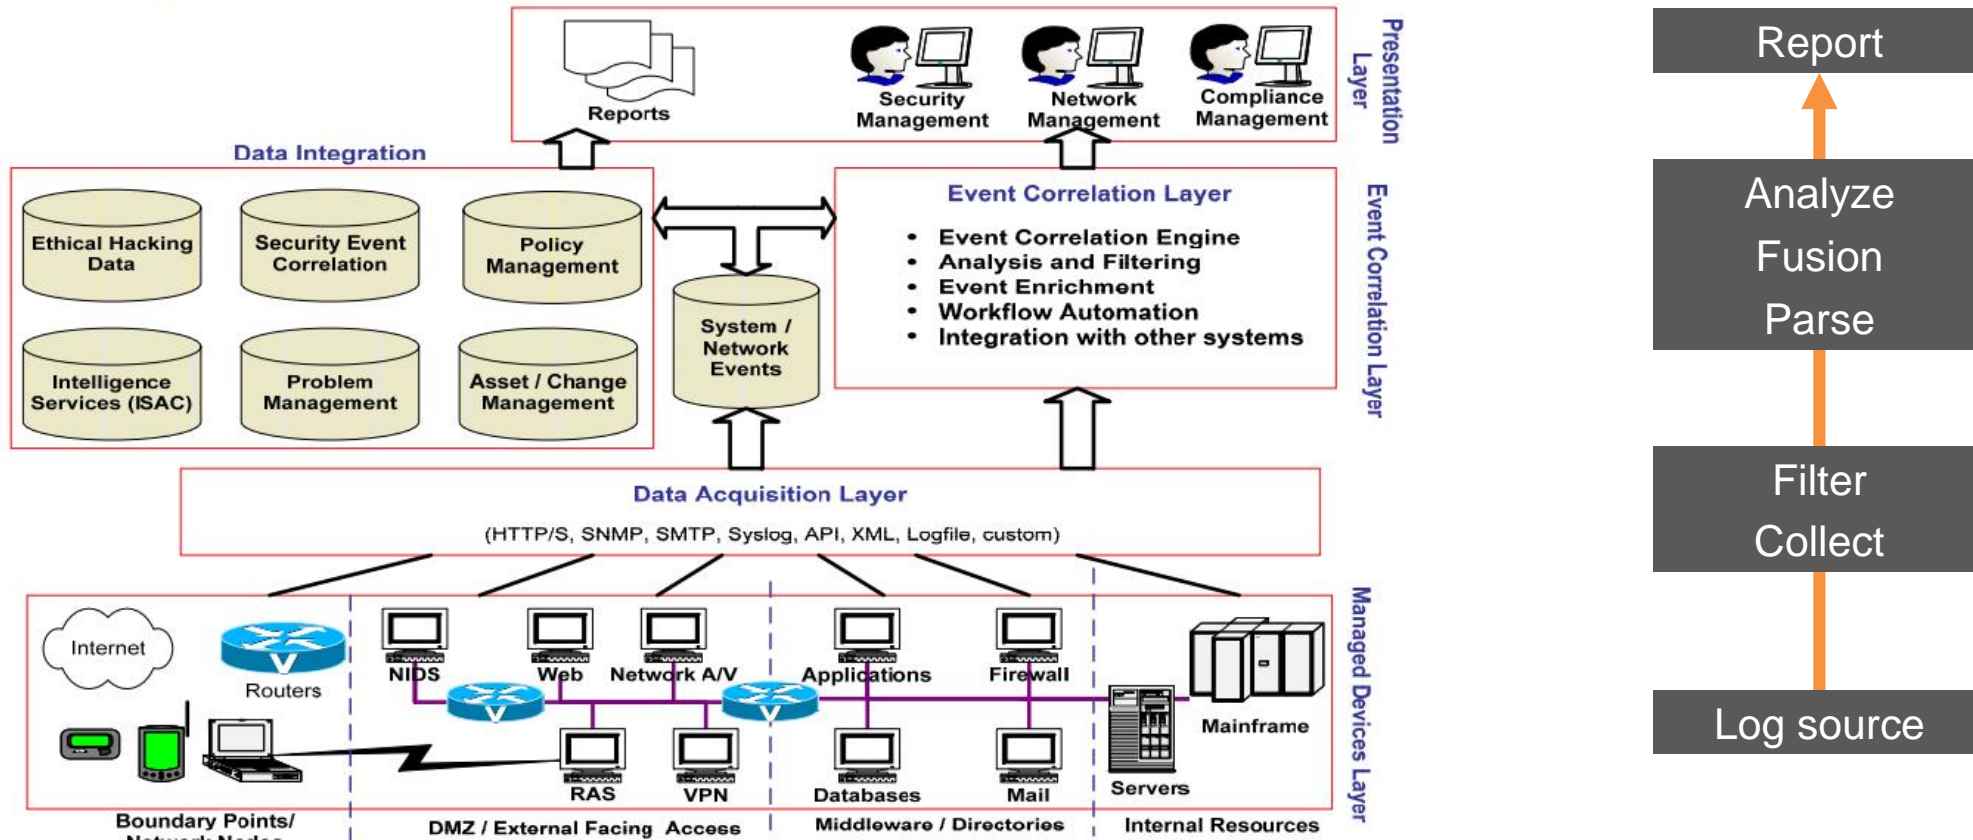 Reports
Security
Management
Network
Management
Compliance
Management
Presentation
Layer
Data Integration
Ethical Hacking
Data
Security Event
Correlation
Policy
Management
Intelligence
Services (ISAC)
Problem
Management
Asset / Change
Management
System /
Network
Events
Event Correlation Layer
• Event Correlation Engine
• Analysis and Filtering
• Event Enrichment
• Workflow Automation
• Integration with other systems
Event Correlation Layer
Data Acquisition Layer
(HTTP/S, SNMP, SMTP, Syslog, API, XML, Logfile, custom)
Internet
Routers
NIDS
Web
Network A/V
Applications
Firewall
Mainframe
RAS
VPN
Databases
Mail
Servers
Managed Devices Layer
Boundary Points/
Network Nodes
DMZ / External Facing Access
Middleware / Directories
Internal Resources
Report
Analyze
Fusion
Parse
Filter
Collect
Log source